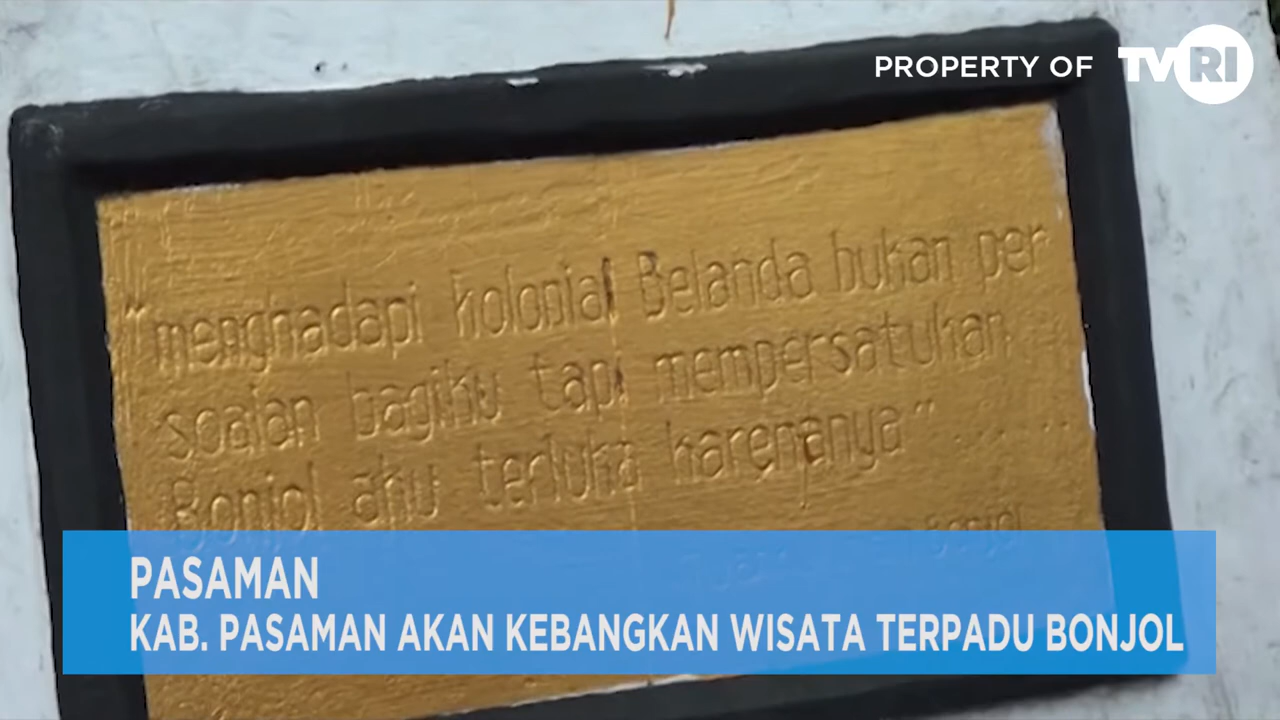 PROPERTY OF TVRI
"menghadapi kolonial Belanda bukan per
soalan bagiku tapi mempersatukan
Bonjol aku terluka karenanya"
Bonjol
PASAMAN
KAB. PASAMAN AKAN KEBANGKAN WISATA TERPADU BONJOL